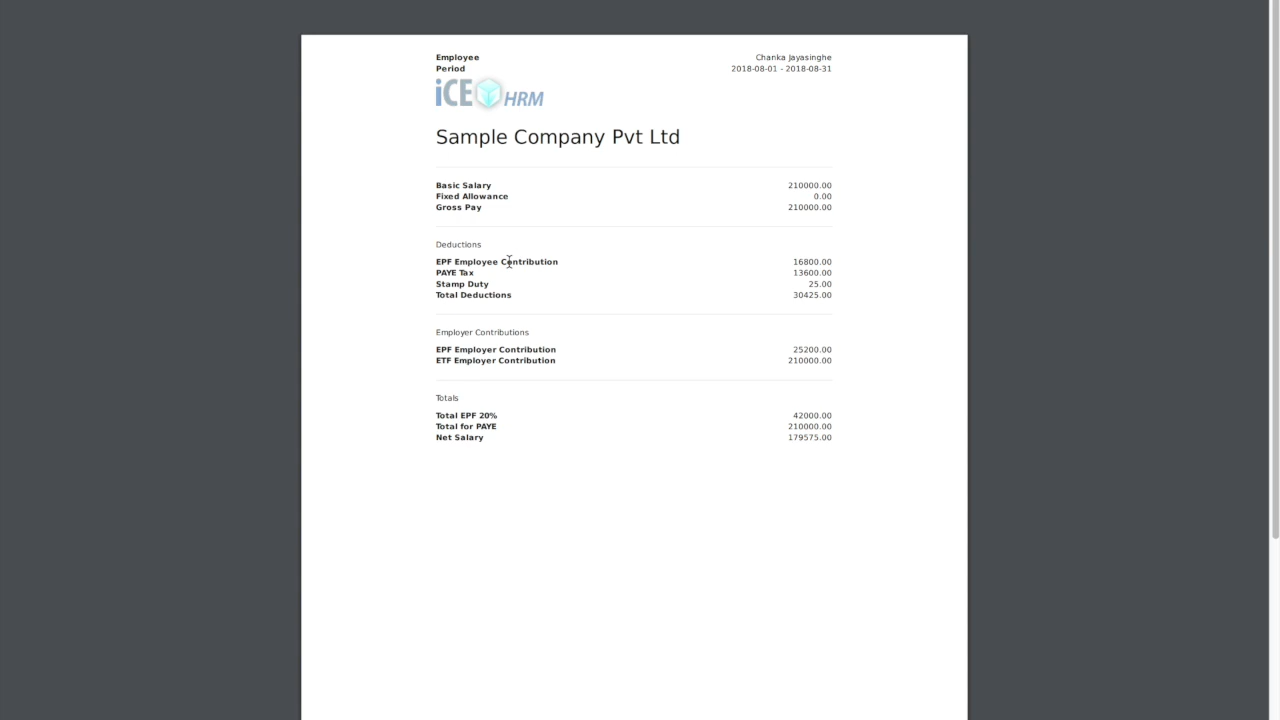 Employee Chanka Jayasinghe
Period 2018-08-01 - 2018-08-31
iCE HRM
Sample Company Pvt Ltd
Basic Salary 210000.00
Fixed Allowance 0.00
Gross Pay 210000.00
Deductions
EPF Employee Contribution 16800.00
PAYE Tax 13600.00
Stamp Duty 25.00
Total Deductions 30425.00
Employer Contributions
EPF Employer Contribution 25200.00
ETF Employer Contribution 210000.00
Totals
Total EPF 20% 42000.00
Total for PAYE 210000.00
Net Salary 179575.00